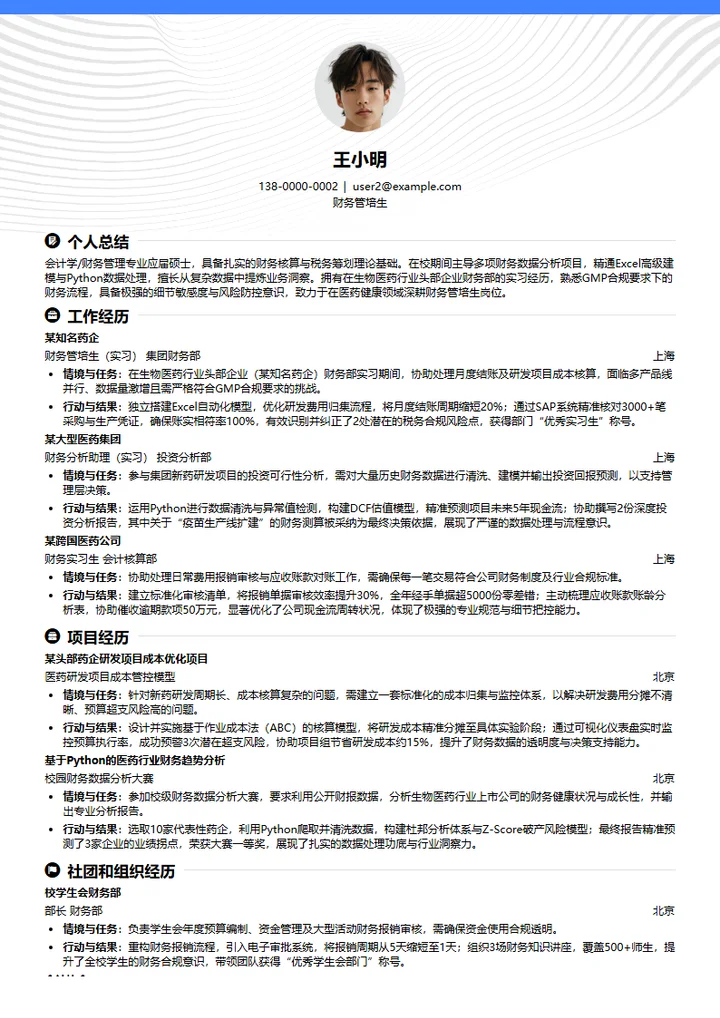 王小明
138-0000-0002 | user2@example.com
财务管培生
个人总结
会计学/财务管理专业应届硕士，具备扎实的财务核算与税务筹划理论基础。在校期间主导多项财务数据分析项目，精通Excel高级建
模与Python数据处理，擅长从复杂数据中提炼业务洞察。拥有在生物医药行业头部企业财务部的实习经历，熟悉GMP合规要求下的
财务流程，具备极强的细节敏感度与风险防控意识，致力于在医药健康领域深耕财务管培生岗位。
工作经历
某知名药企
财务管培生（实习） 集团财务部 上海
• 情境与任务：在生物医药行业头部企业（某知名药企）财务部实习期间，协助处理月度结账及研发项目成本核算，面临多产品线
并行、数据量激增且需严格符合GMP合规要求的挑战。
• 行动与结果：独立搭建Excel自动化模型，优化研发费用归集流程，将月度结账周期缩短20%；通过SAP系统精准核对3000+笔
采购与生产凭证，确保账实相符率100%，有效识别并纠正了2处潜在的税务合规风险点，获得部门“优秀实习生”称号。
某大型医药集团
财务分析助理（实习） 投资分析部 上海
• 情境与任务：参与集团新药研发项目的投资可行性分析，需对大量历史财务数据进行清洗、建模并输出投资回报预测，以支持管
理层决策。
• 行动与结果：运用Python进行数据清洗与异常值检测，构建DCF估值模型，精准预测项目未来5年现金流；协助撰写2份深度投
资分析报告，其中关于“疫苗生产线扩建”的财务测算被采纳为最终决策依据，展现了严谨的数据处理与流程意识。
某跨国医药公司
财务实习生 会计核算部 上海
• 情境与任务：协助处理日常费用报销审核与应收账款对账工作，需确保每一笔交易符合公司财务制度及行业合规标准。
• 行动与结果：建立标准化审核清单，将报销单据审核效率提升30%，全年经手单据超5000份零差错；主动梳理应收账款账龄分
析表，协助催收逾期款项50万元，显著优化了公司现金流周转状况，体现了极强的专业规范与细节把控能力。
项目经历
某头部药企研发项目成本优化项目
医药研发项目成本管控模型 北京
• 情境与任务：针对新药研发周期长、成本核算复杂的问题，需建立一套标准化的成本归集与监控体系，以解决研发费用分摊不清
晰、预算超支风险高的问题。
• 行动与结果：设计并实施基于作业成本法（ABC）的核算模型，将研发成本精准分摊至具体实验阶段；通过可视化仪表盘实时监
控预算执行率，成功预警3次潜在超支风险，协助项目组节省研发成本约15%，提升了财务数据的透明度与决策支持能力。
基于Python的医药行业财务趋势分析
校园财务数据分析大赛 北京
• 情境与任务：参加校级财务数据分析大赛，要求利用公开财报数据，分析生物医药行业上市公司的财务健康状况与成长性，并输
出专业分析报告。
• 行动与结果：选取10家代表性药企，利用Python爬取并清洗数据，构建杜邦分析体系与Z-Score破产风险模型；最终报告精准预
测了3家企业的业绩拐点，荣获大赛一等奖，展现了扎实的数据处理功底与行业洞察力。
社团和组织经历
校学生会财务部
部长 财务部 北京
• 情境与任务：负责学生会年度预算编制、资金管理及大型活动财务报销审核，需确保资金使用合规透明。
• 行动与结果：重构财务报销流程，引入电子审批系统，将报销周期从5天缩短至1天；组织3场财务知识讲座，覆盖500+师生，提
升了全校学生的财务合规意识，带领团队获得“优秀学生会部门”称号。